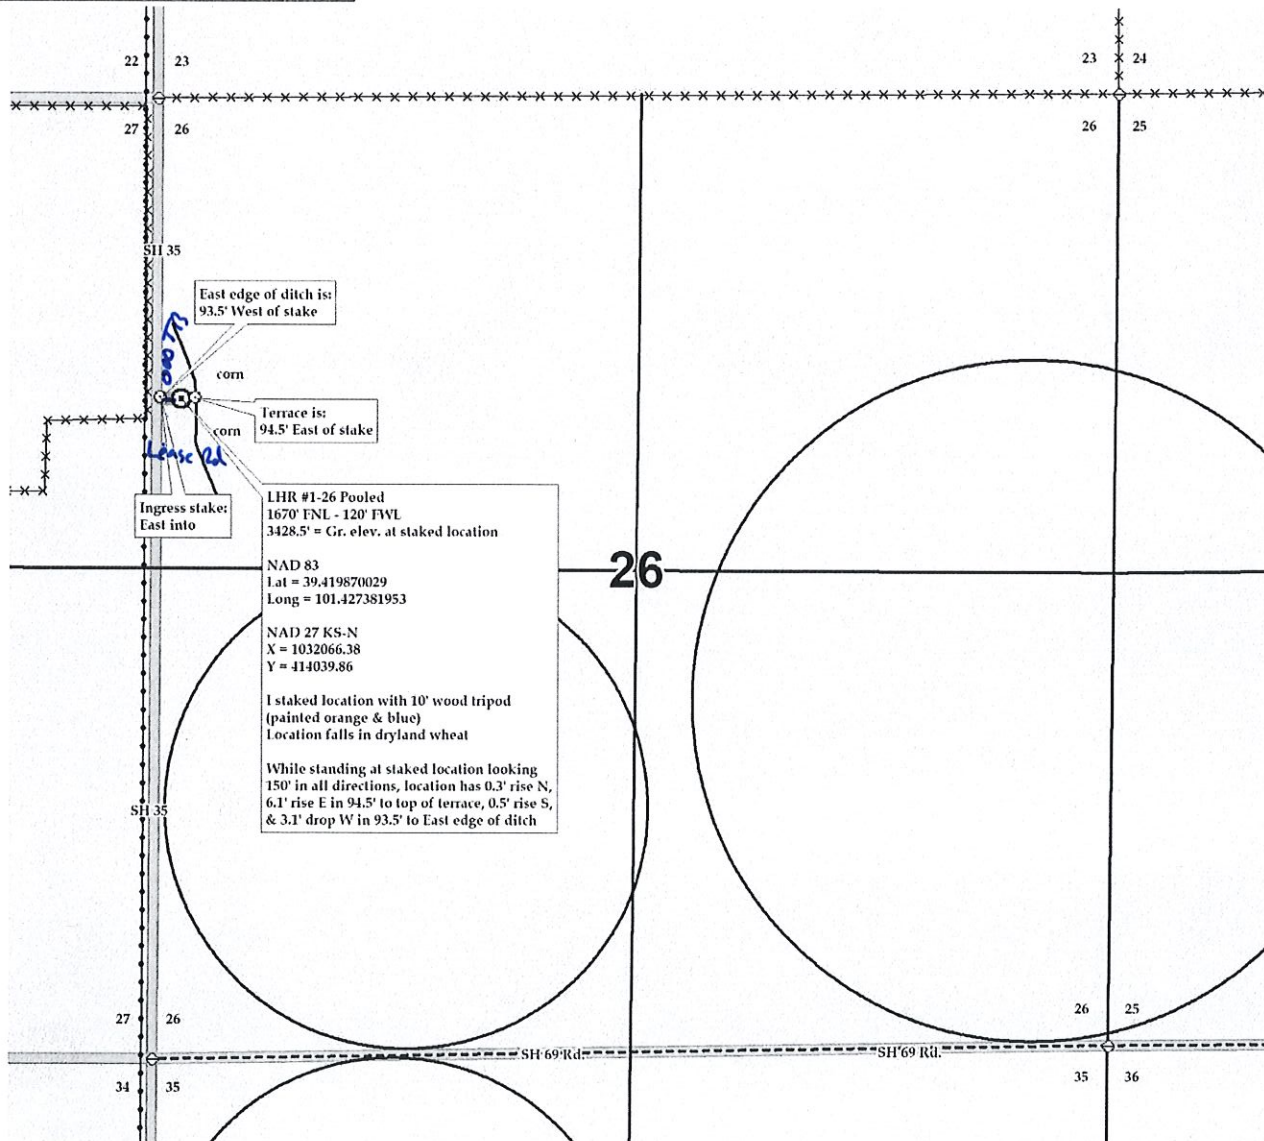 22 23
23 24
27 26
26 25
SH 35
East edge of ditch is:
93.5' West of stake
corn
Terrace is:
94.5' East of stake
corn
Lease Rd
Ingress stake:
East into
LHR #1-26 Pooled
1670' FNL - 120' FWL
3428.5' = Gr. elev. at staked location
NAD 83
Lat = 39.419870029
Long = 101.427381953
NAD 27 KS-N
X = 1032066.38
Y = 414039.86
I staked location with 10' wood tripod
(painted orange & blue)
Location falls in dryland wheat
While standing at staked location looking
150' in all directions, location has 0.3' rise N,
6.1' rise E in 94.5' to top of terrace, 0.5' rise S,
& 3.1' drop W in 93.5' to East edge of ditch
26
SH 35
27 26
26 25
SH 69 Rd.
SH 69 Rd.
34 35
35 36